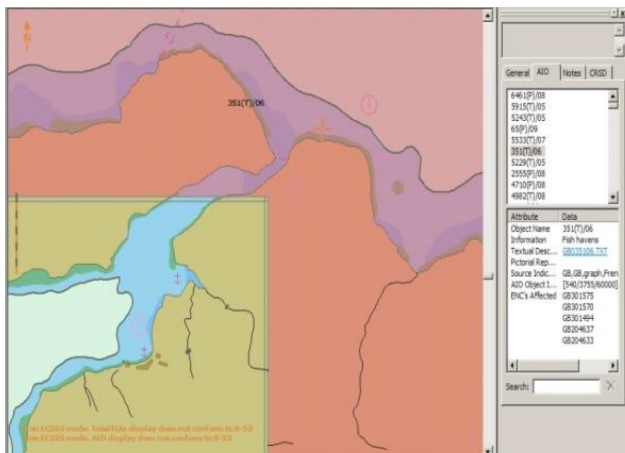 351(T)/06
on ECDIS mode. TotalTide display does not conform to S-52
on ECDIS mode. AIO display does not conform to S-52
General AIO Notes CRSD
6461(P)/08
5915(T)/05
5243(T)/05
65(P)/09
5533(T)/07
351(T)/06
5229(T)/05
2555(P)/08
4710(P)/08
4982(T)/08
Attribute Data
Object Name 351(T)/06
Information Fish havens
Textual Desc... GB035106.TXT
Pictorial Rep...
Source Indic... GB,GB,graph,Fren
AIO Object I... [540/3755/60000]
ENC's Affected GB301575
GB301570
GB301494
GB204637
GB204633
Search: